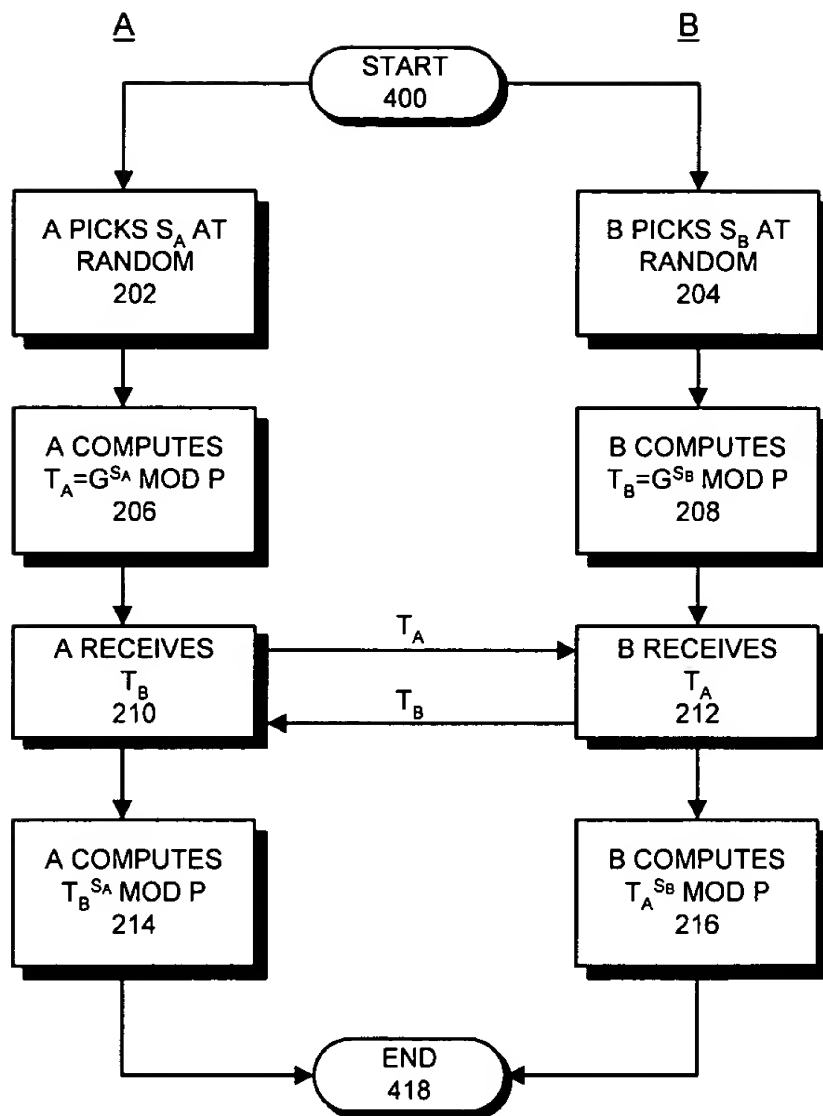 A
B
START
400
A PICKS S_A AT
RANDOM
202
B PICKS S_B AT
RANDOM
204
A COMPUTES
T_A=G^S_A MOD P
206
B COMPUTES
T_B=G^S_B MOD P
208
A RECEIVES
T_B
210
T_A
T_B
B RECEIVES
T_A
212
A COMPUTES
T_B^S_A MOD P
214
B COMPUTES
T_A^S_B MOD P
216
END
418